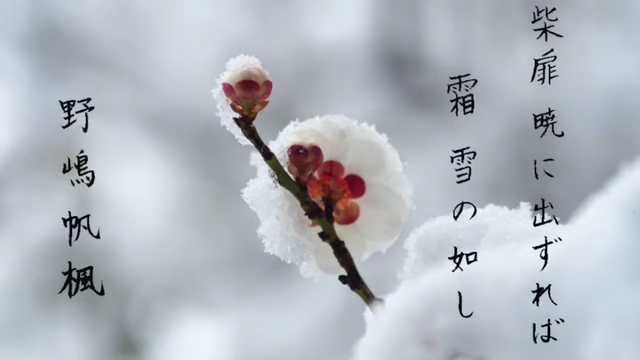 柴扉暁に出ずれば
霜雪の如し
野嶋帆楓